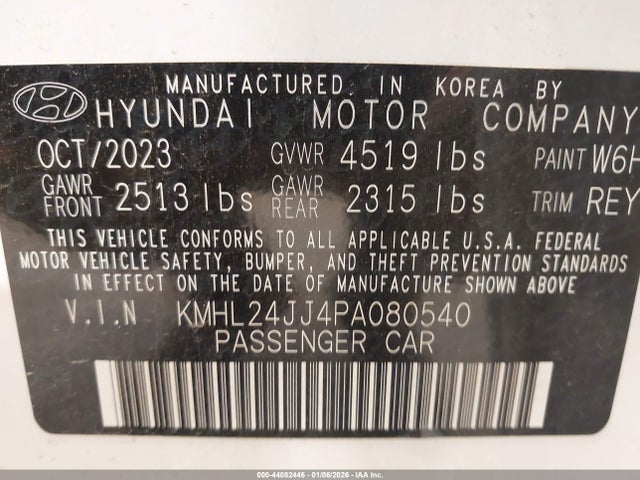 MANUFACTURED IN KOREA BY
HYUNDAI MOTOR COMPANY
OCT/2023 GVWR 4519 lbs PAINT W6H
GAWR FRONT 2513 lbs GAWR REAR 2315 lbs TRIM REY
THIS VEHICLE CONFORMS TO ALL APPLICABLE U.S.A. FEDERAL
MOTOR VEHICLE SAFETY, BUMPER, AND THEFT PREVENTION STANDARDS
IN EFFECT ON THE DATE OF MANUFACTURE SHOWN ABOVE.
V.I.N KMHL24JJ4PA080540
PASSENGER CAR
000-44082446 - 01/06/2026 - IAA Inc.